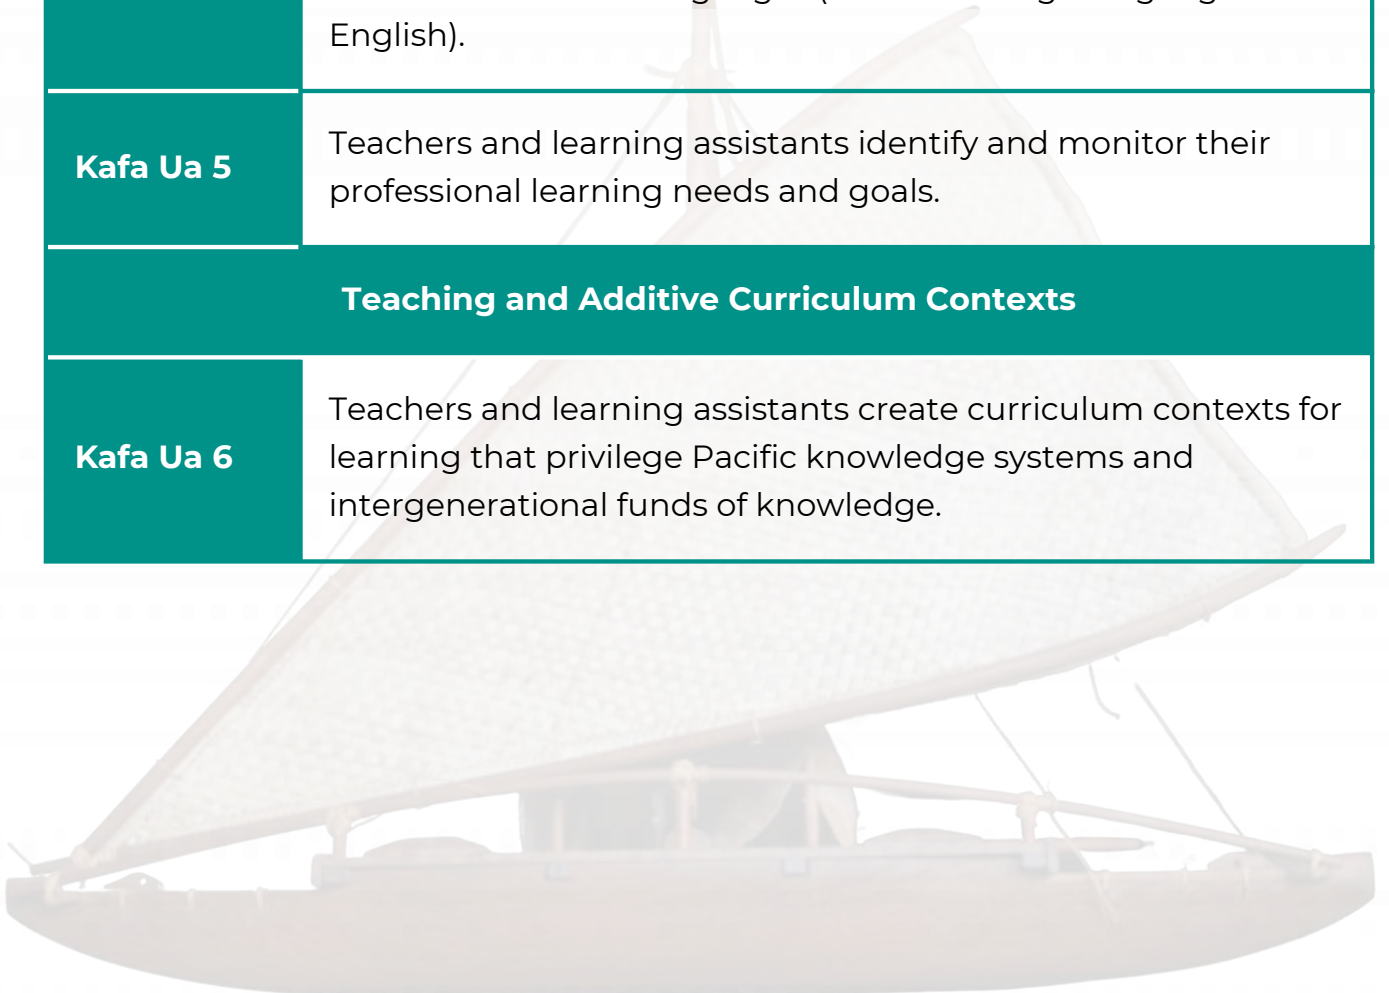 English).
Kafa Ua 5
Teachers and learning assistants identify and monitor their
professional learning needs and goals.
Teaching and Additive Curriculum Contexts
Kafa Ua 6
Teachers and learning assistants create curriculum contexts for
learning that privilege Pacific knowledge systems and
intergenerational funds of knowledge.